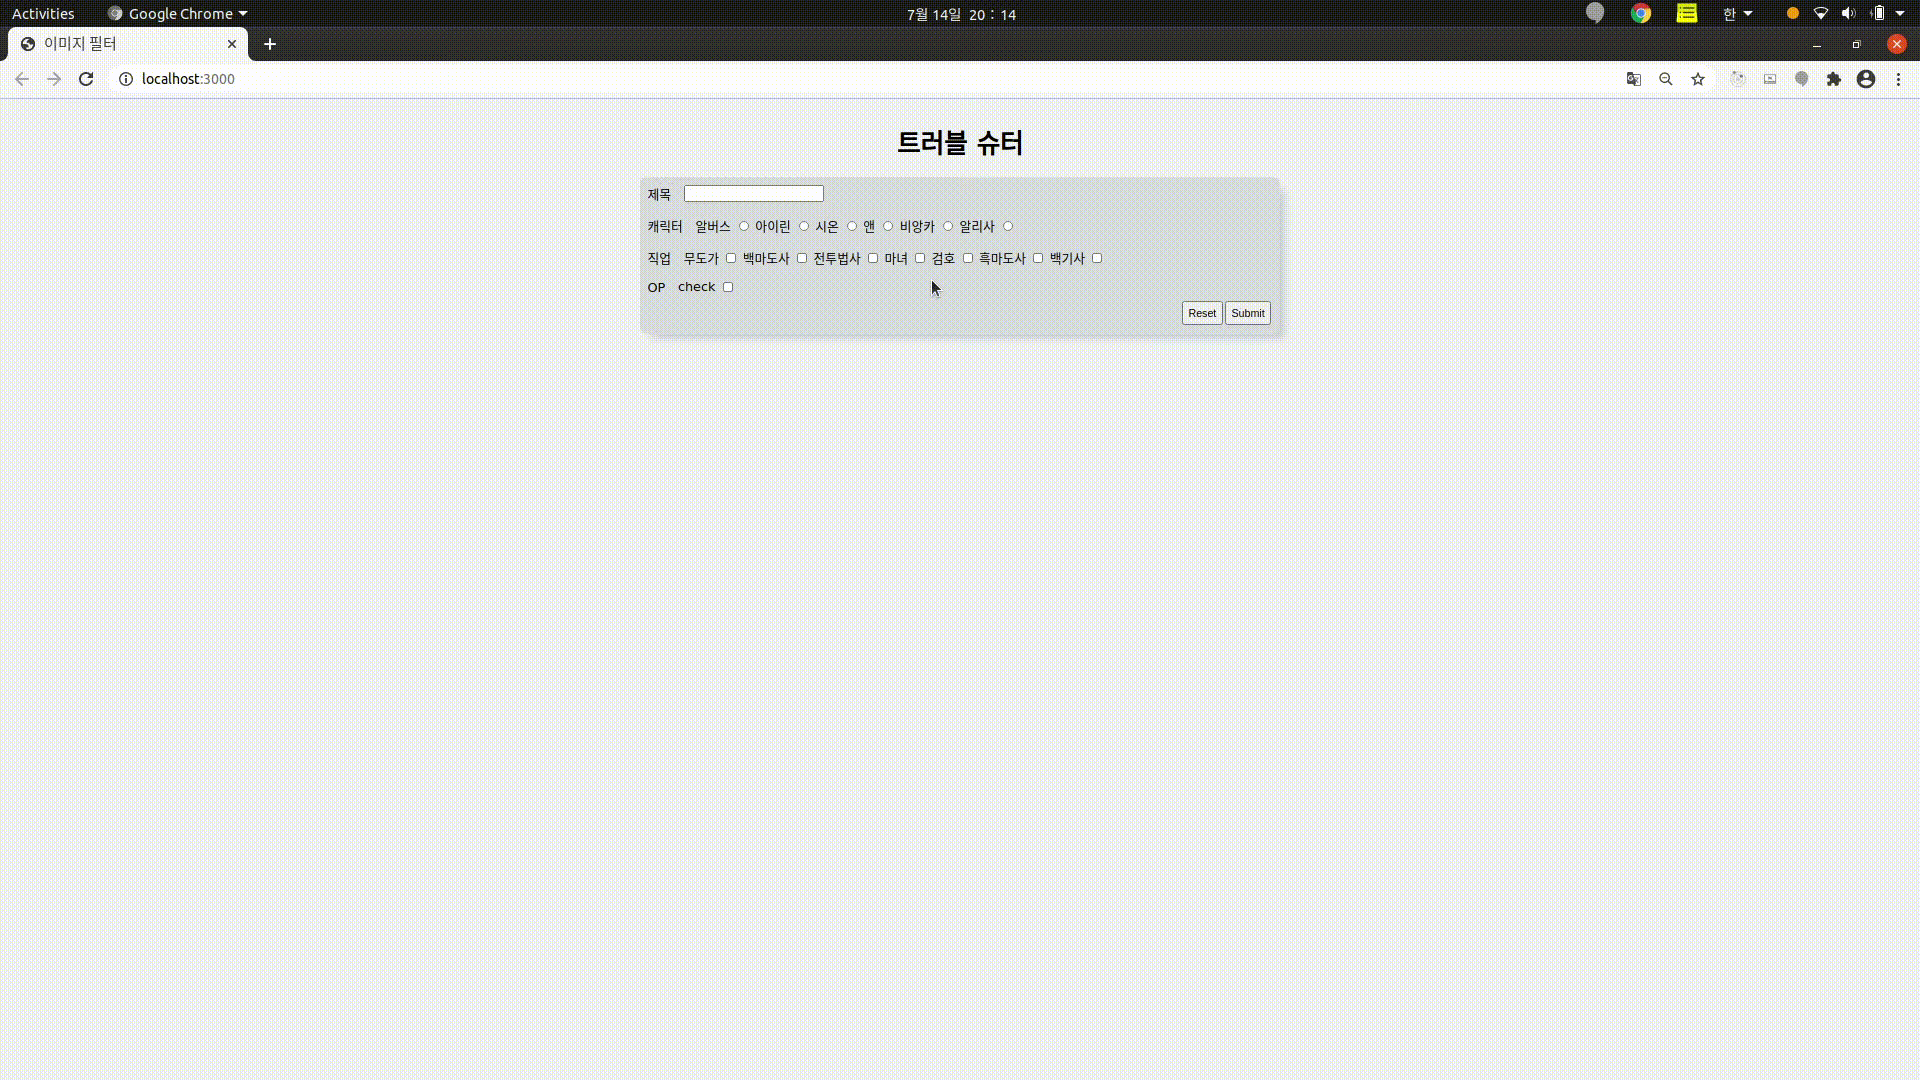 Activities Google Chrome 7월 14일 20 : 14 한
이미지 필터
localhost:3000
트러블 슈터
제목
캐릭터 알버스 아이린 시온 앤 비앙카 알리사
직업 무도가 백마도사 전투법사 마녀 검호 흑마도사 백기사
OP check
Reset Submit